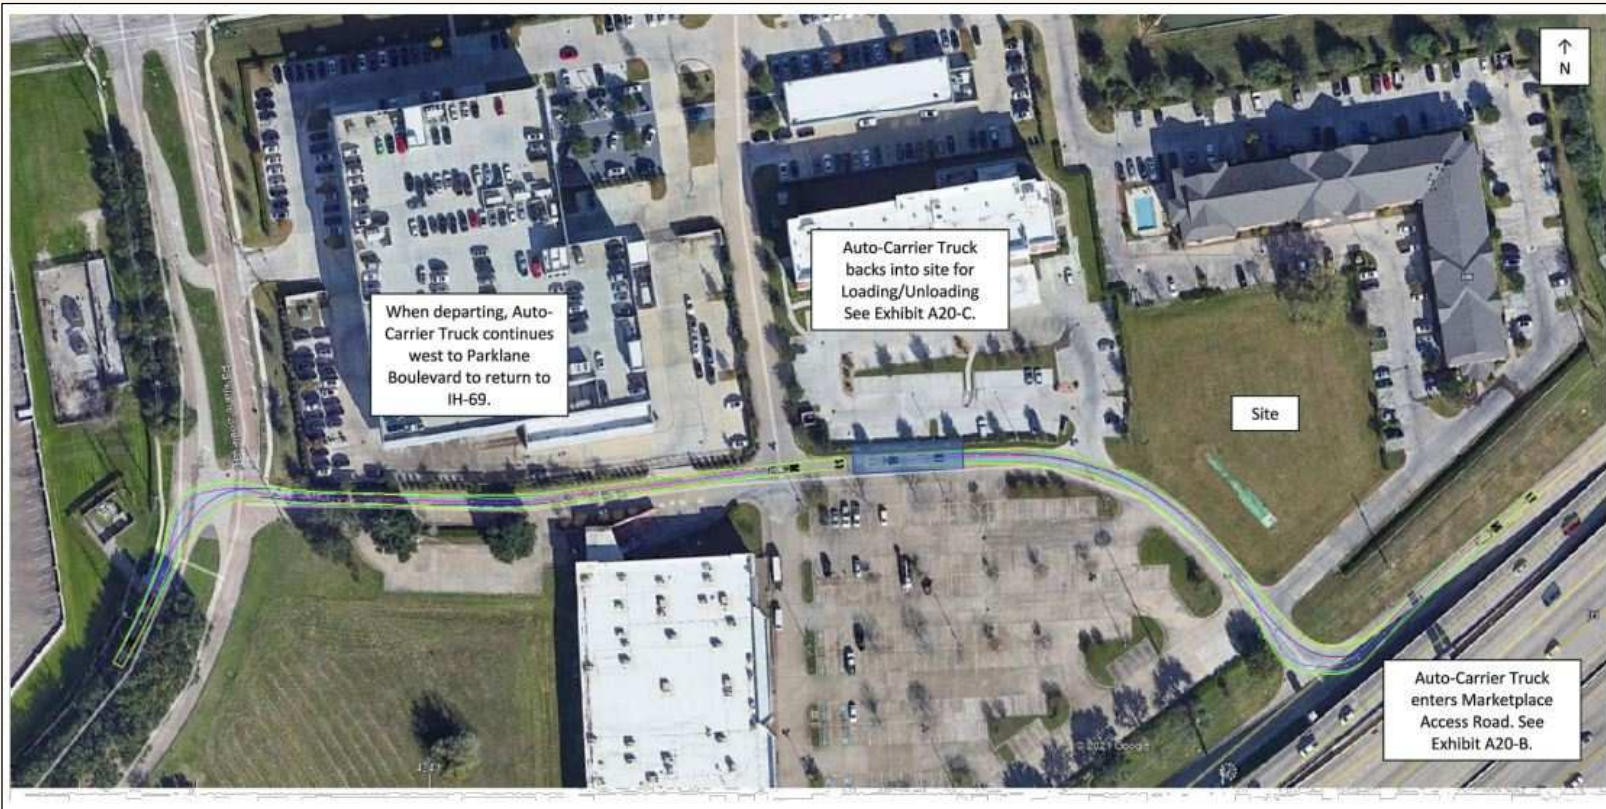 ↑
N
Auto-Carrier Truck
backs into site for
Loading/Unloading
See Exhibit A20-C.
When departing, Auto-
Carrier Truck continues
west to Parklane
Boulevard to return to
IH-69.
Site
Auto-Carrier Truck
enters Marketplace
Access Road. See
Exhibit A20-B.
© 2021 Google